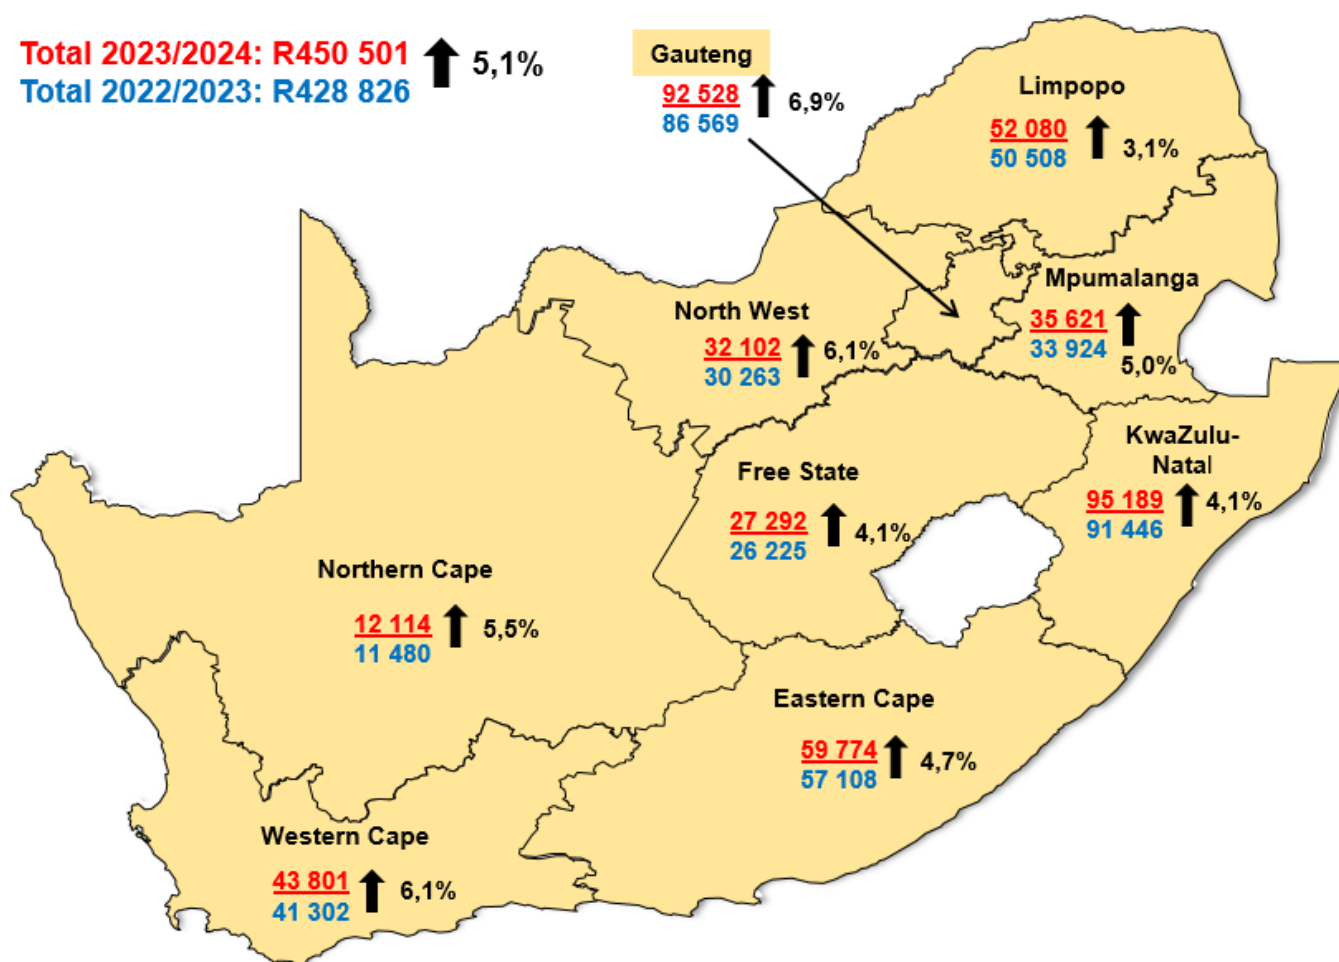 Total 2023/2024: R450 501
Total 2022/2023: R428 826
5,1%
Gauteng
92 528
86 569
6,9%
Limpopo
52 080
50 508
3,1%
Mpumalanga
35 621
33 924
5,0%
North West
32 102
30 263
6,1%
KwaZulu-
Natal
95 189
91 446
4,1%
Free State
27 292
26 225
4,1%
Northern Cape
12 114
11 480
5,5%
Eastern Cape
59 774
57 108
4,7%
Western Cape
43 801
41 302
6,1%